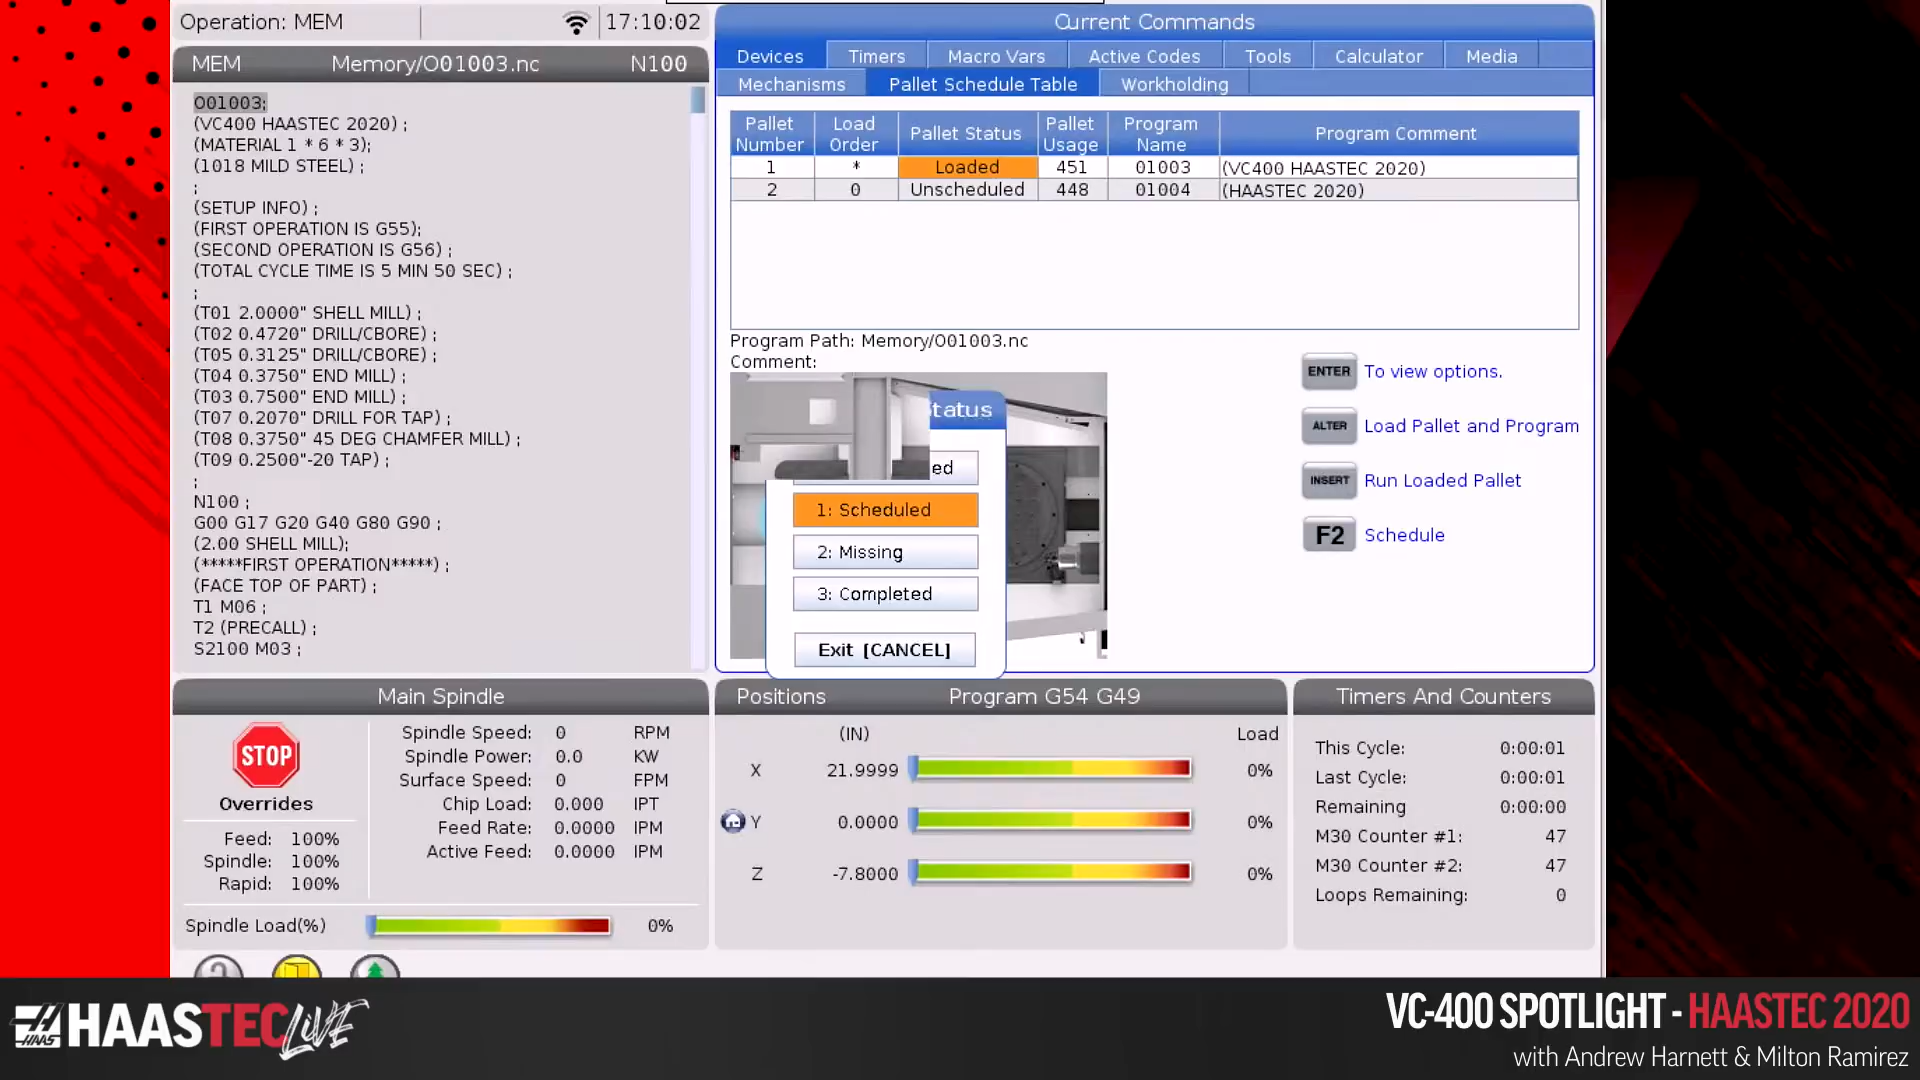 Operation: MEM
17:10:02
MEM Memory/O01003.nc N100
O01003;
(VC400 HAASTEC 2020) ;
(MATERIAL 1 * 6 * 3);
(1018 MILD STEEL) ;
;
(SETUP INFO) ;
(FIRST OPERATION IS G55);
(SECOND OPERATION IS G56) ;
(TOTAL CYCLE TIME IS 5 MIN 50 SEC) ;
;
(T01 2.0000" SHELL MILL) ;
(T02 0.4720" DRILL/CBORE) ;
(T05 0.3125" DRILL/CBORE) ;
(T04 0.3750" END MILL) ;
(T03 0.7500" END MILL) ;
(T07 0.2070" DRILL FOR TAP) ;
(T08 0.3750" 45 DEG CHAMFER MILL) ;
(T09 0.2500"-20 TAP) ;
;
N100 ;
G00 G17 G20 G40 G80 G90 ;
(2.00 SHELL MILL);
(*****FIRST OPERATION*****) ;
(FACE TOP OF PART) ;
T1 M06 ;
T2 (PRECALL) ;
S2100 M03 ;
Current Commands
Devices Timers Macro Vars Active Codes Tools Calculator Media
Mechanisms Pallet Schedule Table Workholding
Pallet Number Load Order Pallet Status Pallet Usage Program Name Program Comment
1 * Loaded 451 01003 (VC400 HAASTEC 2020)
2 0 Unscheduled 448 01004 (HAASTEC 2020)
Program Path: Memory/O01003.nc
Comment:
tatus
ed
1: Scheduled
2: Missing
3: Completed
Exit [CANCEL]
ENTER To view options.
ALTER Load Pallet and Program
INSERT Run Loaded Pallet
F2 Schedule
Main Spindle
STOP
Overrides
Feed: 100%
Spindle: 100%
Rapid: 100%
Spindle Speed: 0 RPM
Spindle Power: 0.0 KW
Surface Speed: 0 FPM
Chip Load: 0.000 IPT
Feed Rate: 0.0000 IPM
Active Feed: 0.0000 IPM
Spindle Load(%) 0%
Positions Program G54 G49
(IN) Load
X 21.9999 0%
Y 0.0000 0%
Z -7.8000 0%
Timers And Counters
This Cycle: 0:00:01
Last Cycle: 0:00:01
Remaining 0:00:00
M30 Counter #1: 47
M30 Counter #2: 47
Loops Remaining: 0
HAAS HAASTEC LIVE
VC-400 SPOTLIGHT - HAASTEC 2020
with Andrew Harnett & Milton Ramirez